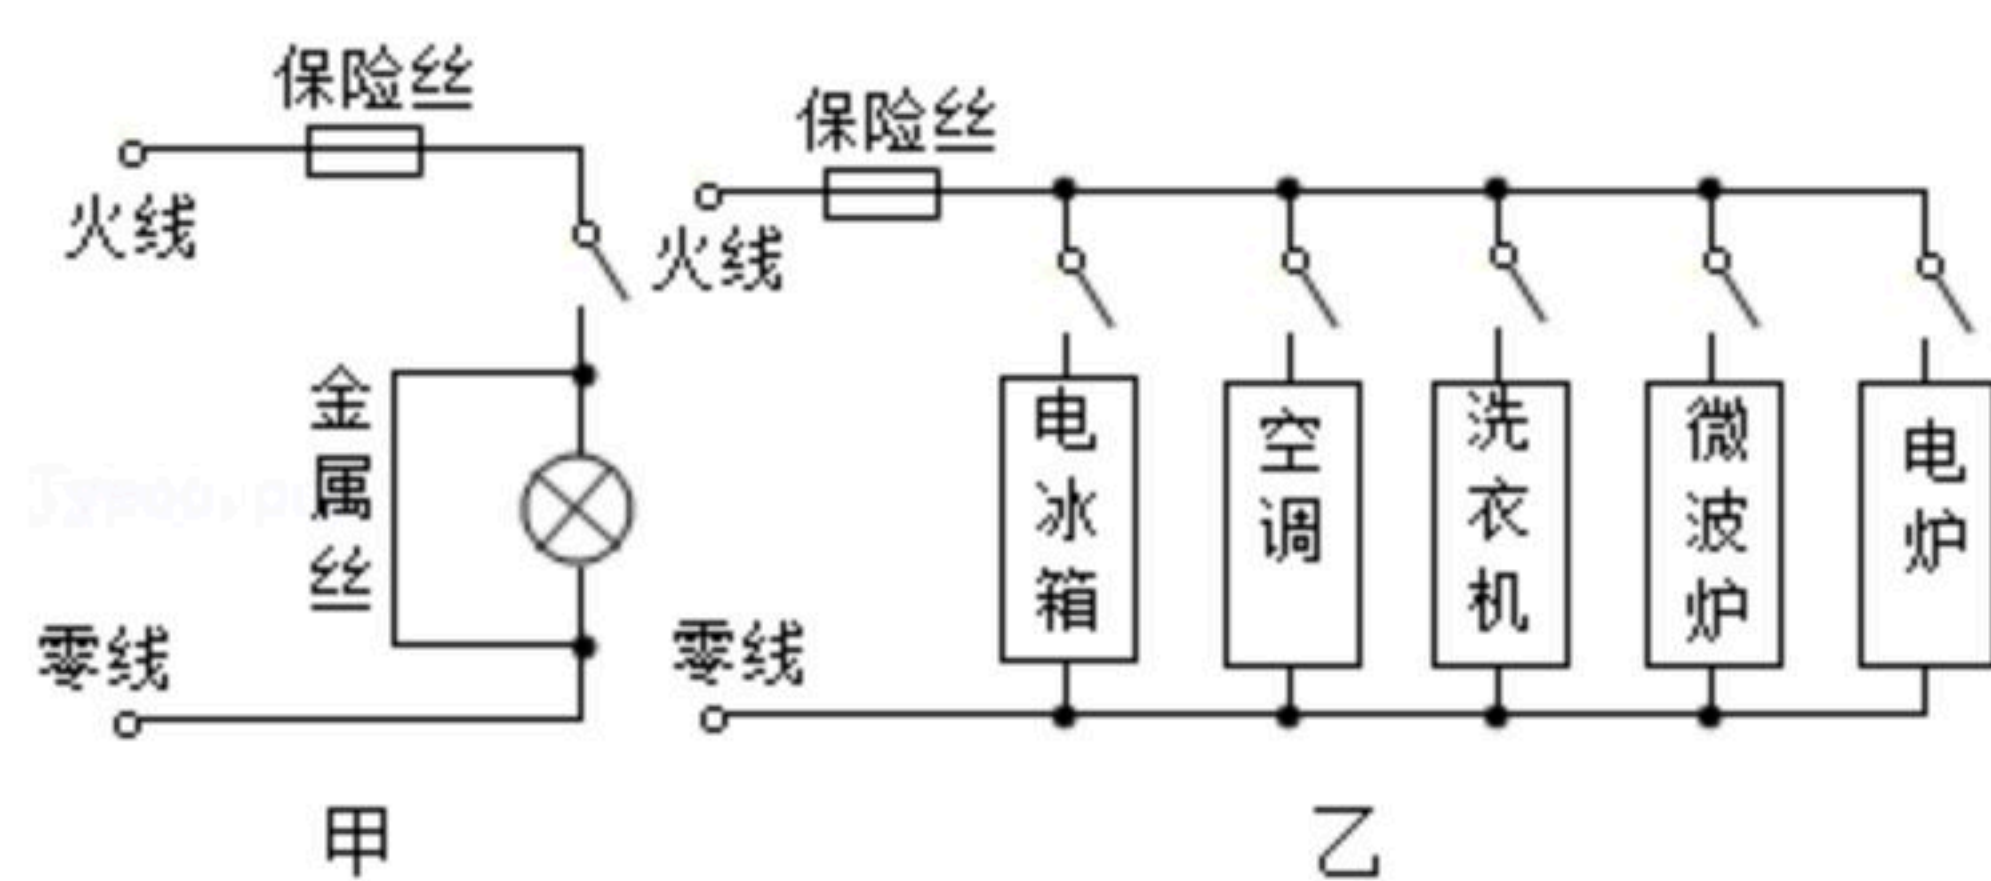 保险丝
火线
金属丝
零线
甲
保险丝
火线
电冰箱
空调
洗衣机
微波炉
电炉
零线
乙